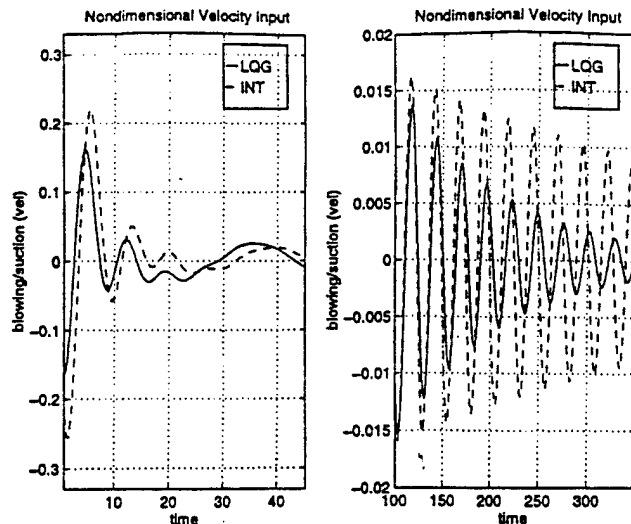 Nondimensional Velocity Input
0.3
0.2
0.1
0
−0.1
−0.2
−0.3
blowing/suction (vel)
LQG
INT
10
20
30
40
time
Nondimensional Velocity Input
0.02
0.015
0.01
0.005
0
−0.005
−0.01
−0.015
−0.02
blowing/suction (vel)
LQG
INT
100
150
200
250
300
time